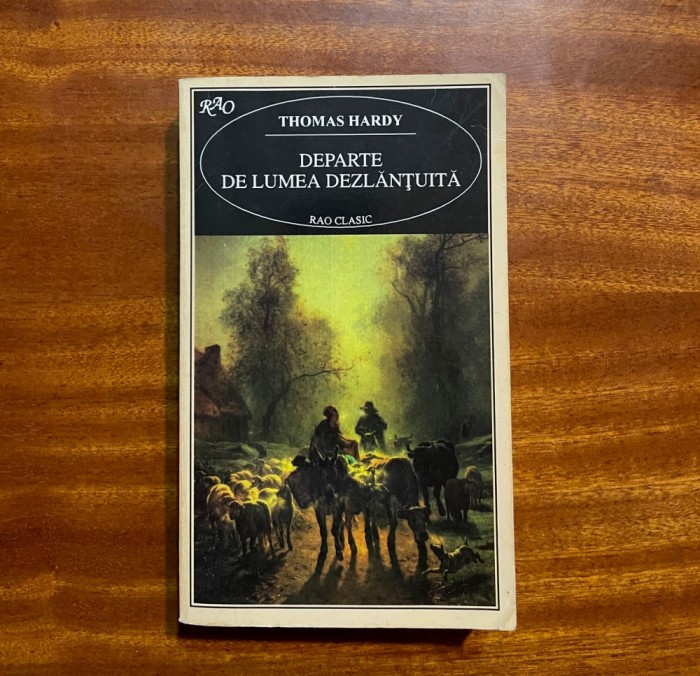 RAO
THOMAS HARDY
DEPARTE
DE LUMEA DEZLĂNŢUITĂ
RAO CLASIC